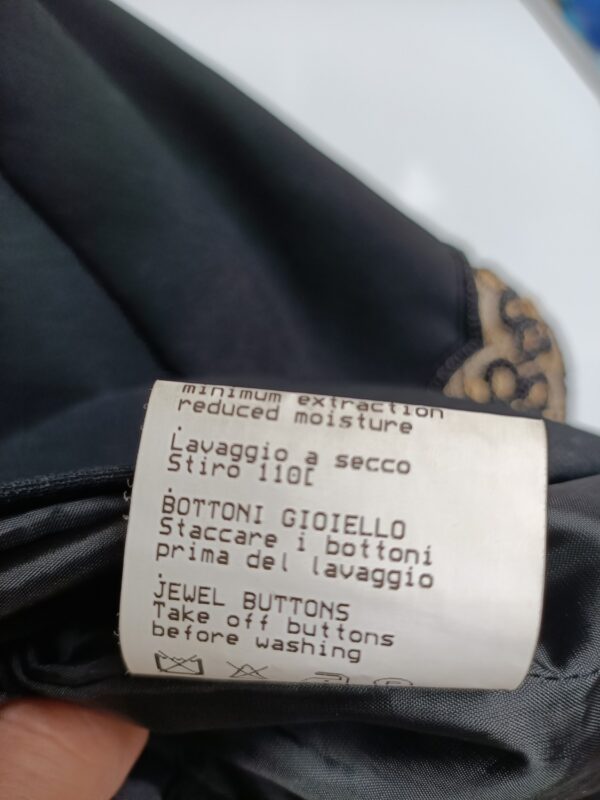 minimum extraction
reduced moisture
.
Lavaggio a secco
Stiro 110C
.
BOTTONI GIOIELLO
Staccare i bottoni
prima del lavaggio
.
JEWEL BUTTONS
Take off buttons
before washing